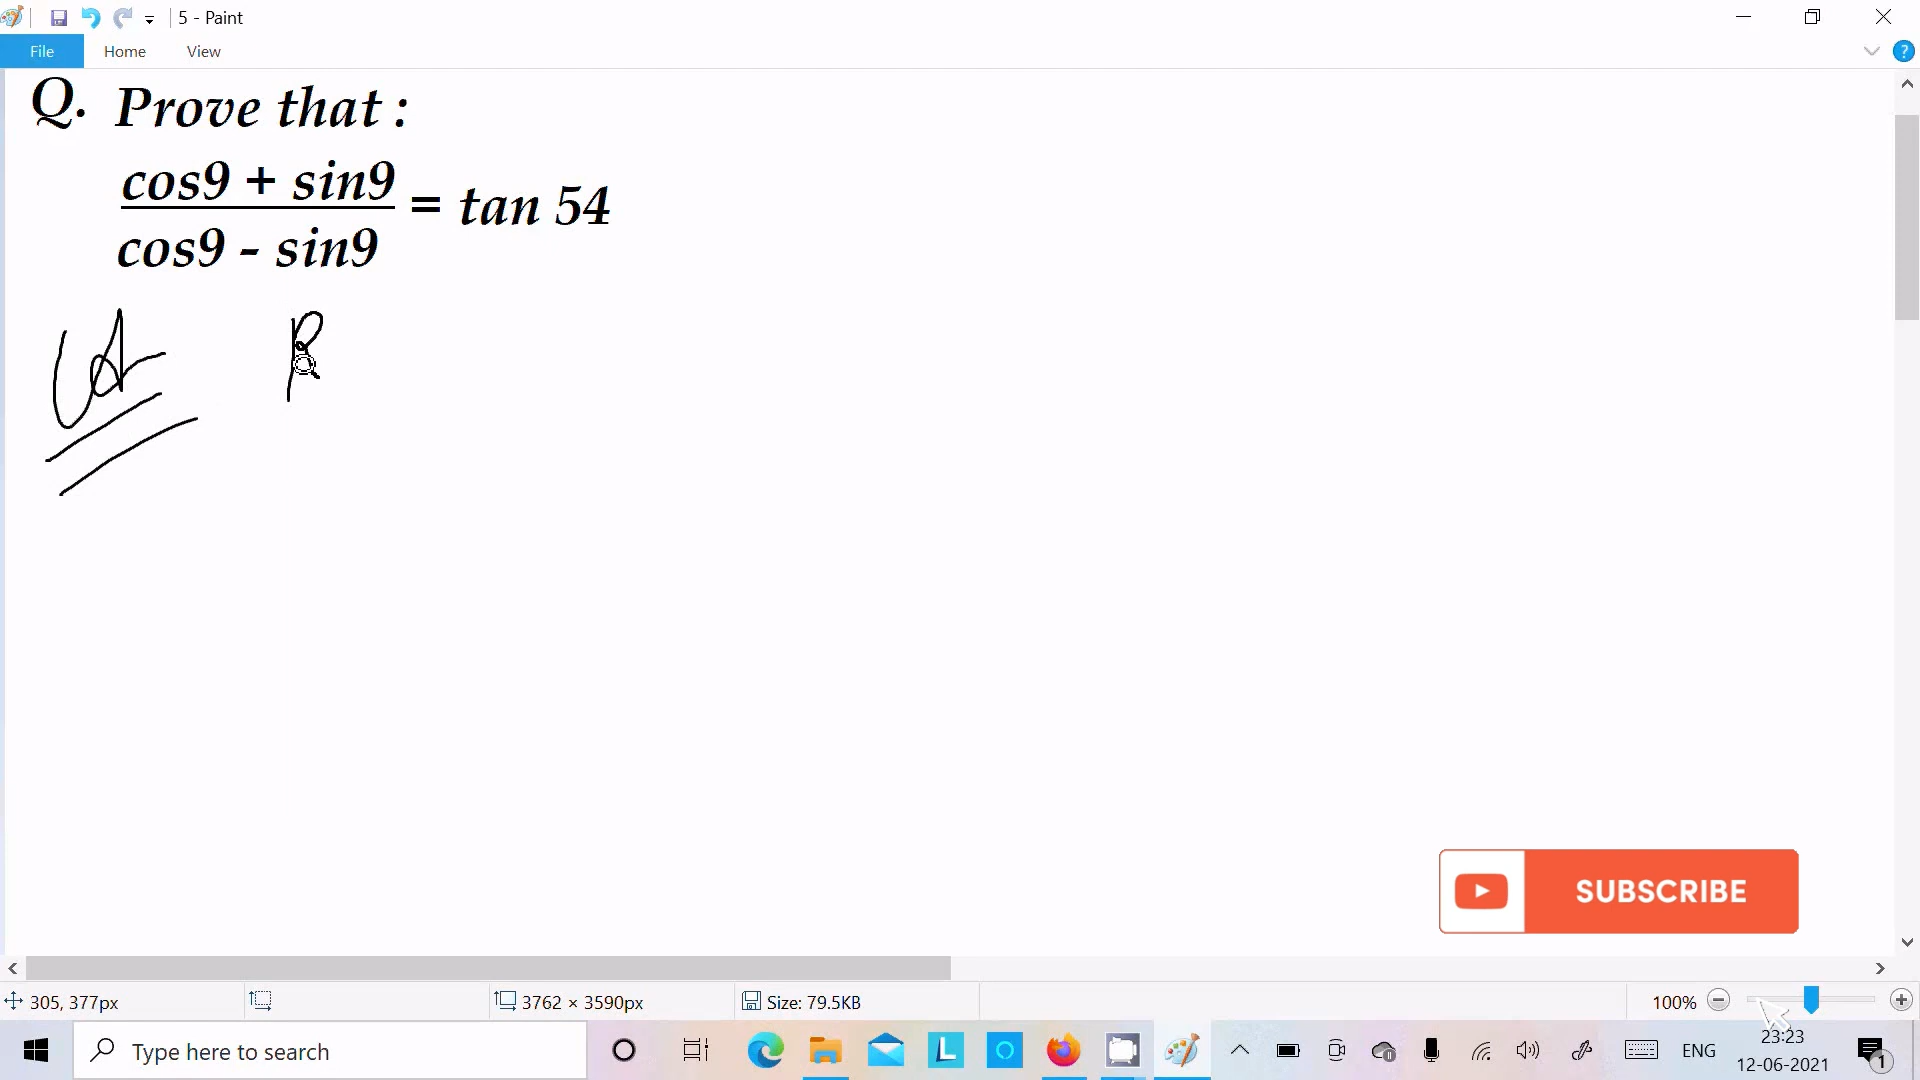 5 - Paint
File Home View
Q. Prove that :
cos9 + sin9
cos9 - sin9
= tan 54
R
SUBSCRIBE
305, 377px 3762 × 3590px Size: 79.5KB 100%
Type here to search
ENG
23:23
12-06-2021
1